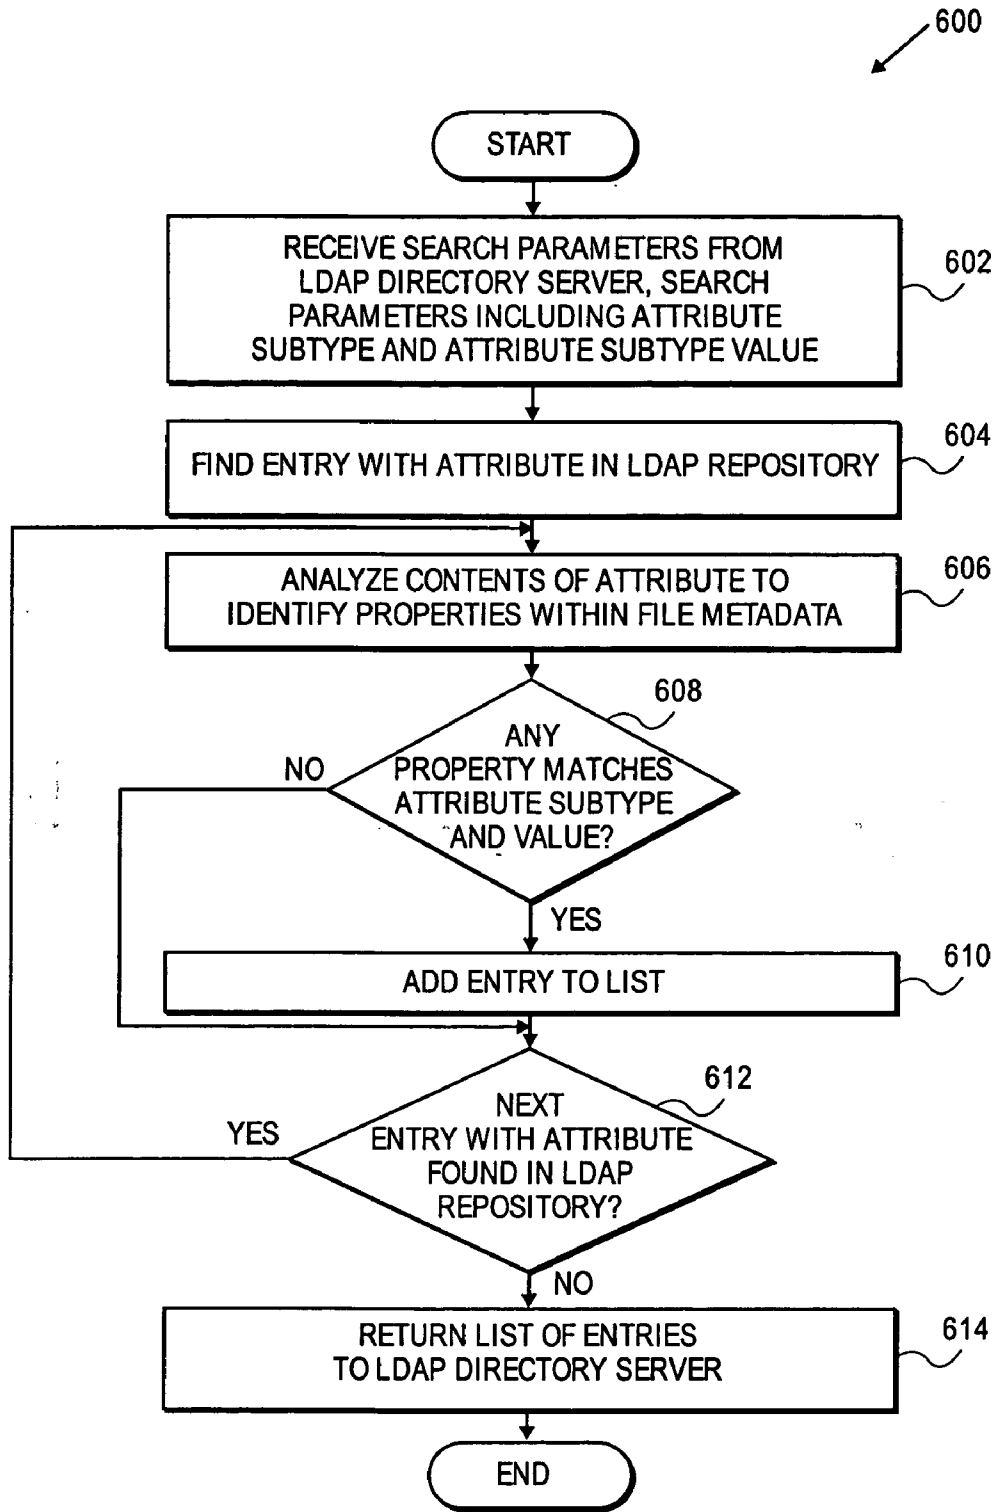 600
START
RECEIVE SEARCH PARAMETERS FROM
LDAP DIRECTORY SERVER, SEARCH
PARAMETERS INCLUDING ATTRIBUTE
SUBTYPE AND ATTRIBUTE SUBTYPE VALUE
602
FIND ENTRY WITH ATTRIBUTE IN LDAP REPOSITORY
604
ANALYZE CONTENTS OF ATTRIBUTE TO
IDENTIFY PROPERTIES WITHIN FILE METADATA
606
608
ANY
PROPERTY MATCHES
ATTRIBUTE SUBTYPE
AND VALUE?
NO
YES
ADD ENTRY TO LIST
610
612
NEXT
ENTRY WITH ATTRIBUTE
FOUND IN LDAP
REPOSITORY?
YES
NO
RETURN LIST OF ENTRIES
TO LDAP DIRECTORY SERVER
614
END